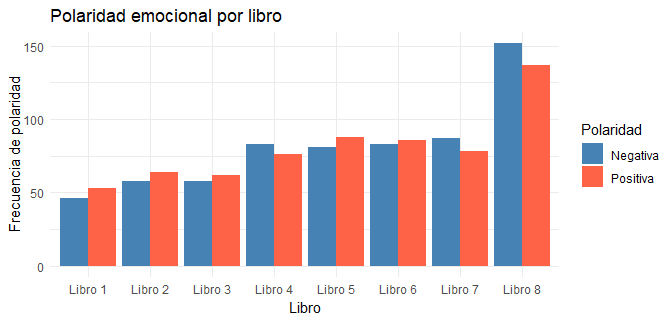 Polaridad emocional por libro
Frecuencia de polaridad
150
100
50
0
Libro 1 Libro 2 Libro 3 Libro 4 Libro 5 Libro 6 Libro 7 Libro 8
Libro
Polaridad
Negativa
Positiva